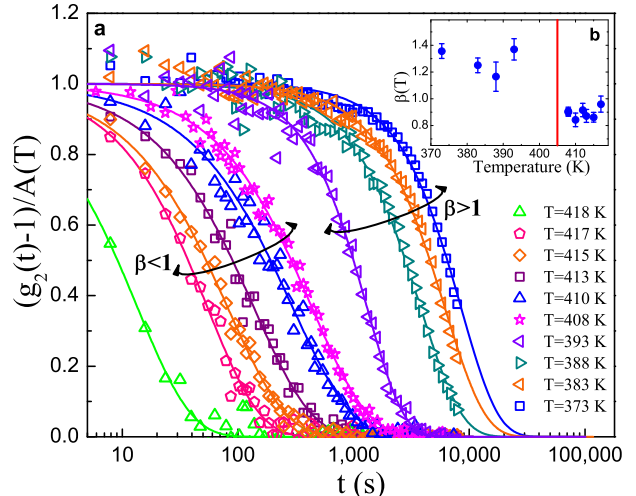 a
(g2(t)-1)/A(T)
1.0
0.8
0.6
0.4
0.2
0.0
10
100
1,000
10,000
100,000
t (s)
β<1
β>1
b
β(T)
1.4
1.2
1.0
0.8
370
380
390
400
410
Temperature (K)
T=418 K
T=417 K
T=415 K
T=413 K
T=410 K
T=408 K
T=393 K
T=388 K
T=383 K
T=373 K